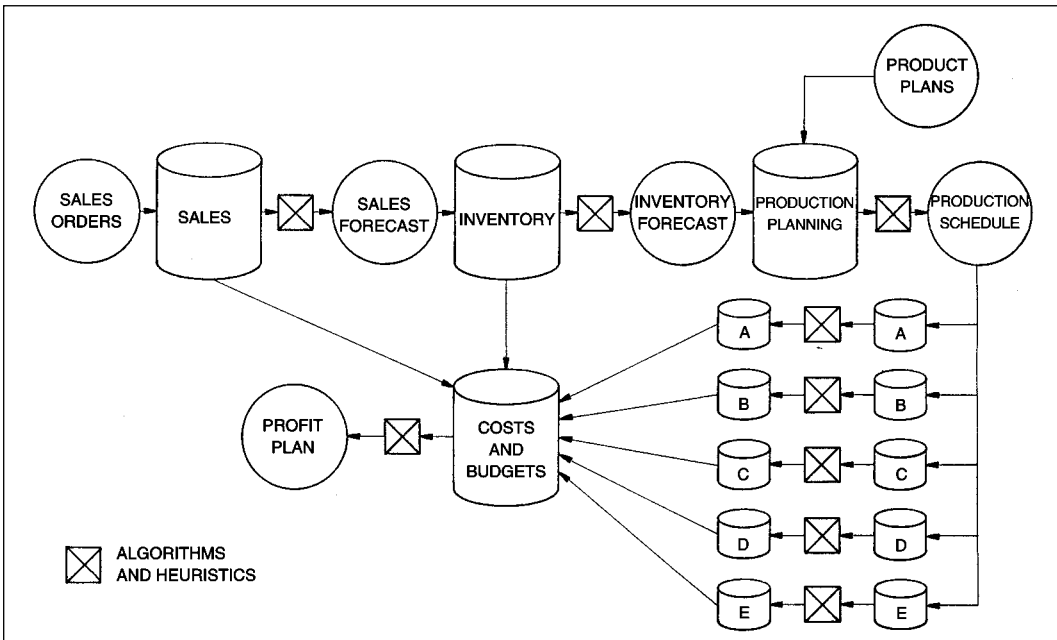 PRODUCT
PLANS
SALES
ORDERS
SALES
SALES
FORECAST
INVENTORY
INVENTORY
FORECAST
PRODUCTION
PLANNING
PRODUCTION
SCHEDULE
A
A
B
B
PROFIT
PLAN
COSTS
AND
BUDGETS
C
C
D
D
ALGORITHMS
AND HEURISTICS
E
E